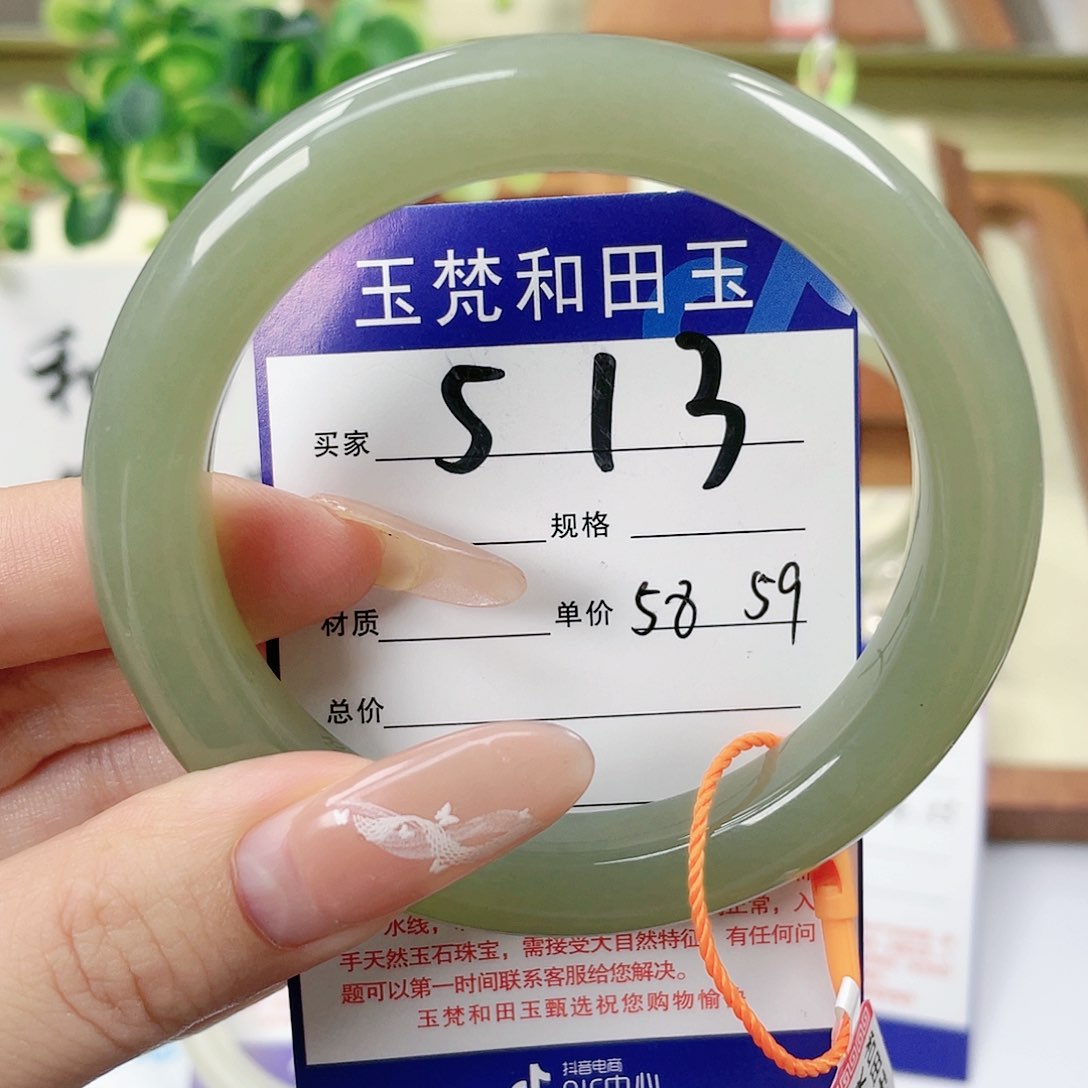 玉梵和田玉
买家 513
规格
材质 单价 58 59
总价
水线，
正常，入
手天然玉石珠宝，需接受大自然特征，有任何问
题可以第一时间联系客服给您解决。
玉梵和田玉甄选祝您购物愉
抖音电商